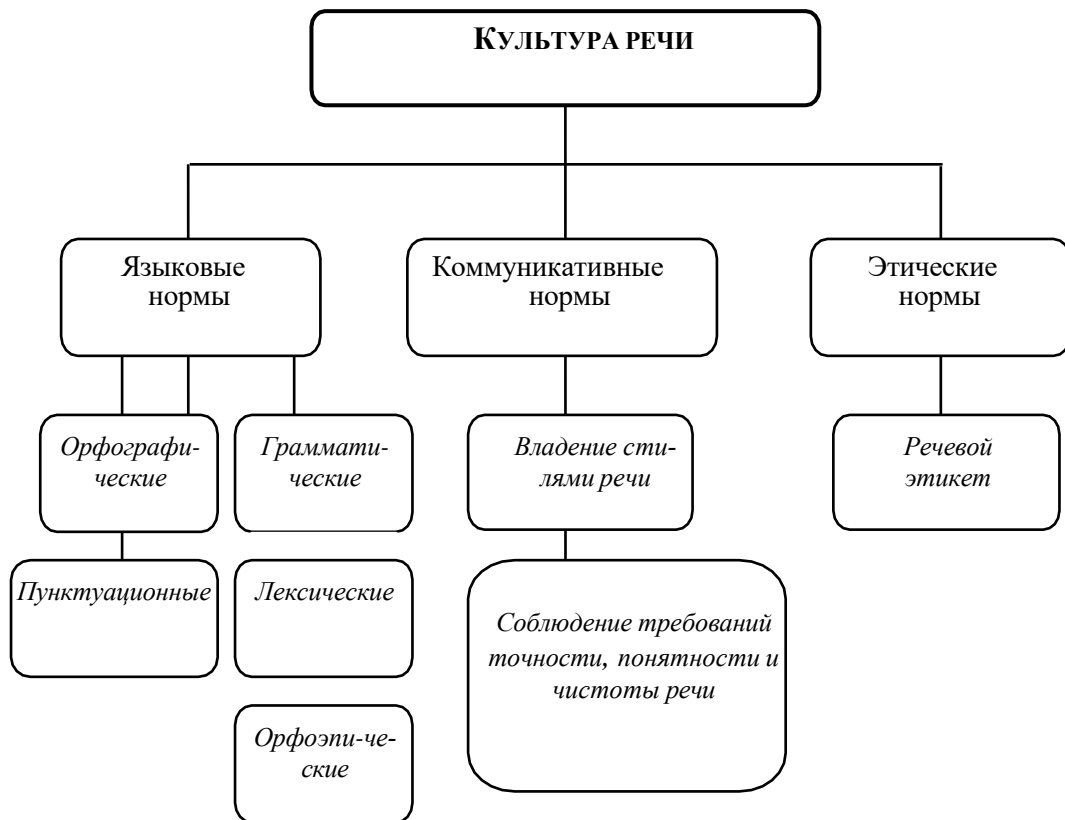 КУЛЬТУРА РЕЧИ
Языковые
нормы
Коммуникативные
нормы
Этические
нормы
Орфографи-
ческие
Граммати-
ческие
Владение сти-
лями речи
Речевой
этикет
Пунктуационные
Лексические
Соблюдение требований
точности, понятности и
чистоты речи
Орфоэпи-че-
ские